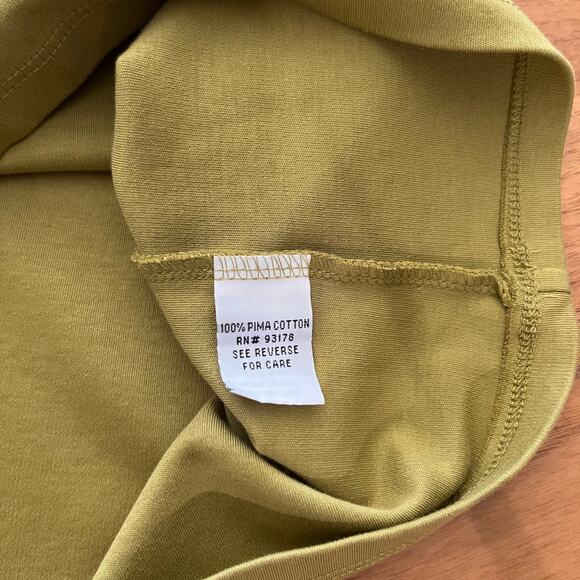 100% PIMA COTTON
RN# 93178
SEE REVERSE
FOR CARE